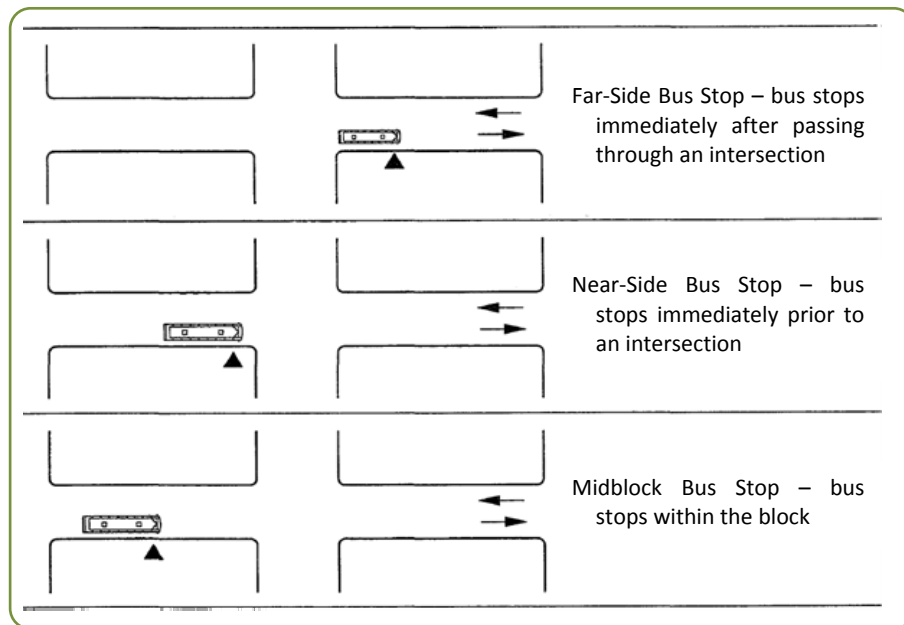 Far-Side Bus Stop – bus stops
immediately after passing
through an intersection
Near-Side Bus Stop – bus
stops immediately prior to
an intersection
Midblock Bus Stop – bus
stops within the block